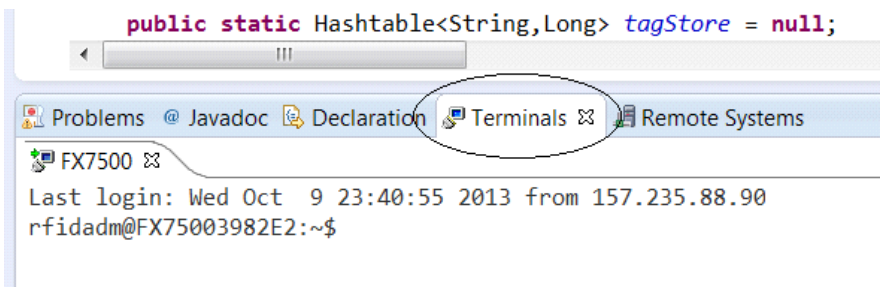 public static Hashtable<String,Long> tagStore = null;
Problems @ Javadoc Declaration Terminals Remote Systems
FX7500
Last login: Wed Oct  9 23:40:55 2013 from 157.235.88.90
rfidadm@FX75003982E2:~$